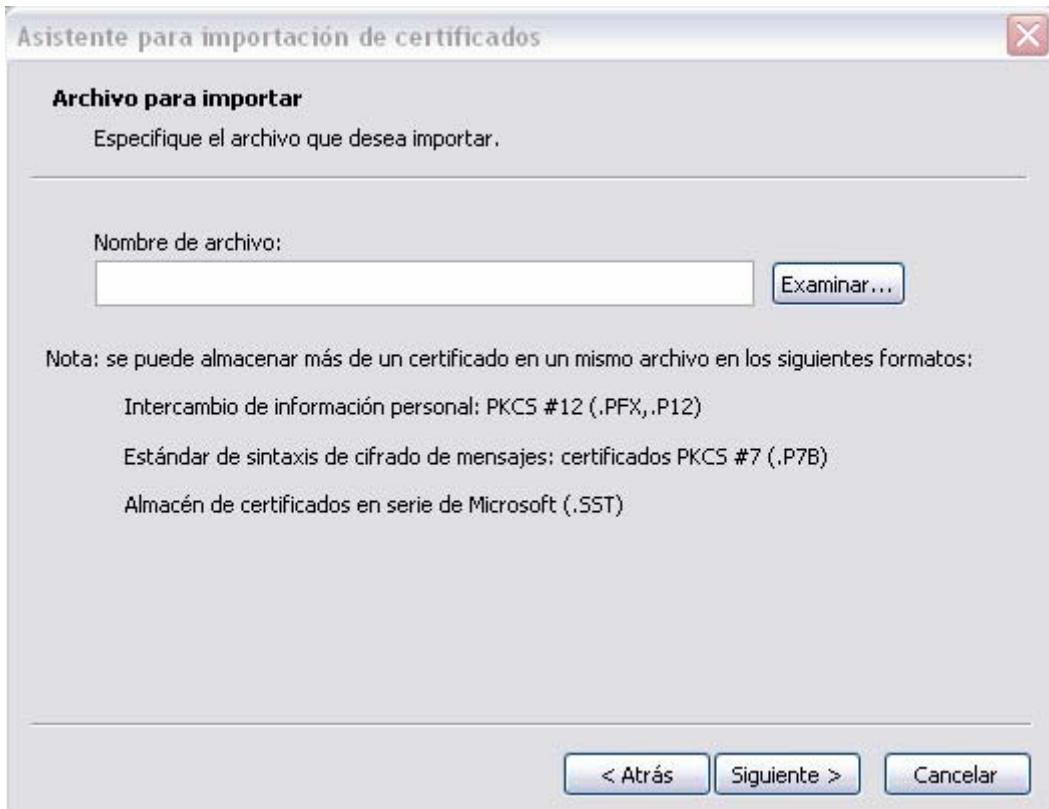 Asistente para importación de certificados
Archivo para importar
Especifique el archivo que desea importar.
Nombre de archivo:
Examinar...
Nota: se puede almacenar más de un certificado en un mismo archivo en los siguientes formatos:
Intercambio de información personal: PKCS #12 (.PFX,.P12)
Estándar de sintaxis de cifrado de mensajes: certificados PKCS #7 (.P7B)
Almacén de certificados en serie de Microsoft (.SST)
< Atrás Siguiente > Cancelar